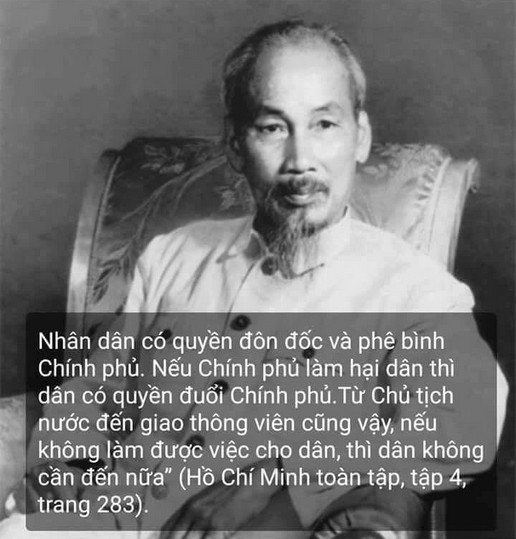 Nhân dân có quyền đôn đốc và phê bình
Chính phủ. Nếu Chính phủ làm hại dân thì
dân có quyền đuổi Chính phủ.Từ Chủ tịch
nước đến giao thông viên cũng vậy, nếu
không làm được việc cho dân, thì dân không
cần đến nữa” (Hồ Chí Minh toàn tập, tập 4,
trang 283).